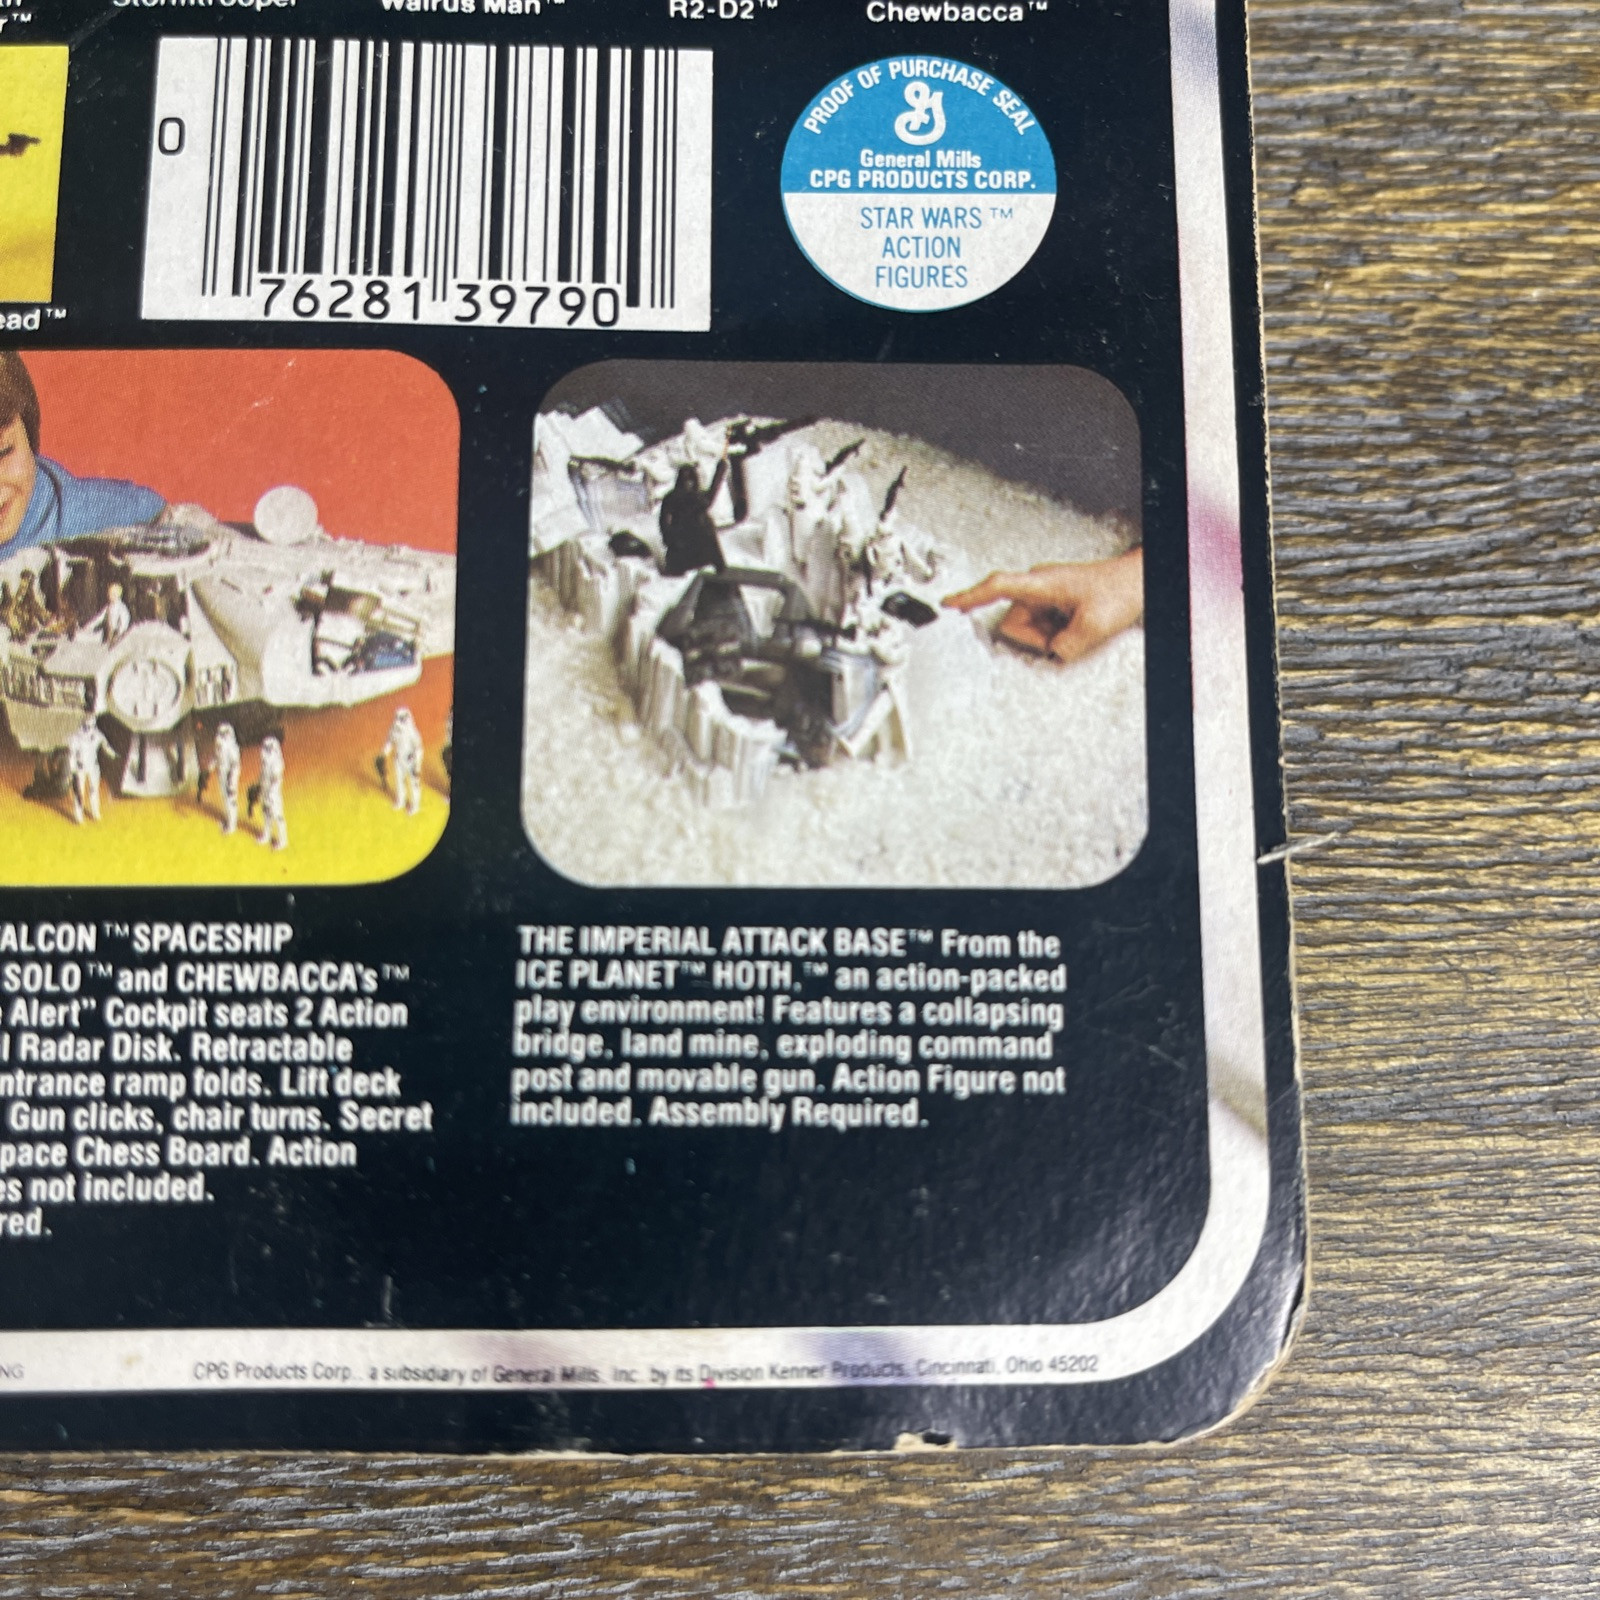 Walrus Man™
R2-D2™
Chewbacca™
0
76281 39790
PROOF OF PURCHASE SEAL
General Mills
CPG PRODUCTS CORP.
STAR WARS™
ACTION
FIGURES
ead™
ALCON™ SPACESHIP
SOLO™ and CHEWBACCA's™
Alert" Cockpit seats 2 Action
l Radar Disk. Retractable
ntrance ramp folds. Lift deck
Gun clicks, chair turns. Secret
pace Chess Board. Action
es not included.
red.
THE IMPERIAL ATTACK BASE™ From the
ICE PLANET™ HOTH,™ an action-packed
play environment! Features a collapsing
bridge, land mine, exploding command
post and movable gun. Action Figure not
included. Assembly Required.
NG
CPG Products Corp., a subsidiary of General Mills, Inc. by its Division Kenner Products, Cincinnati, Ohio 45202